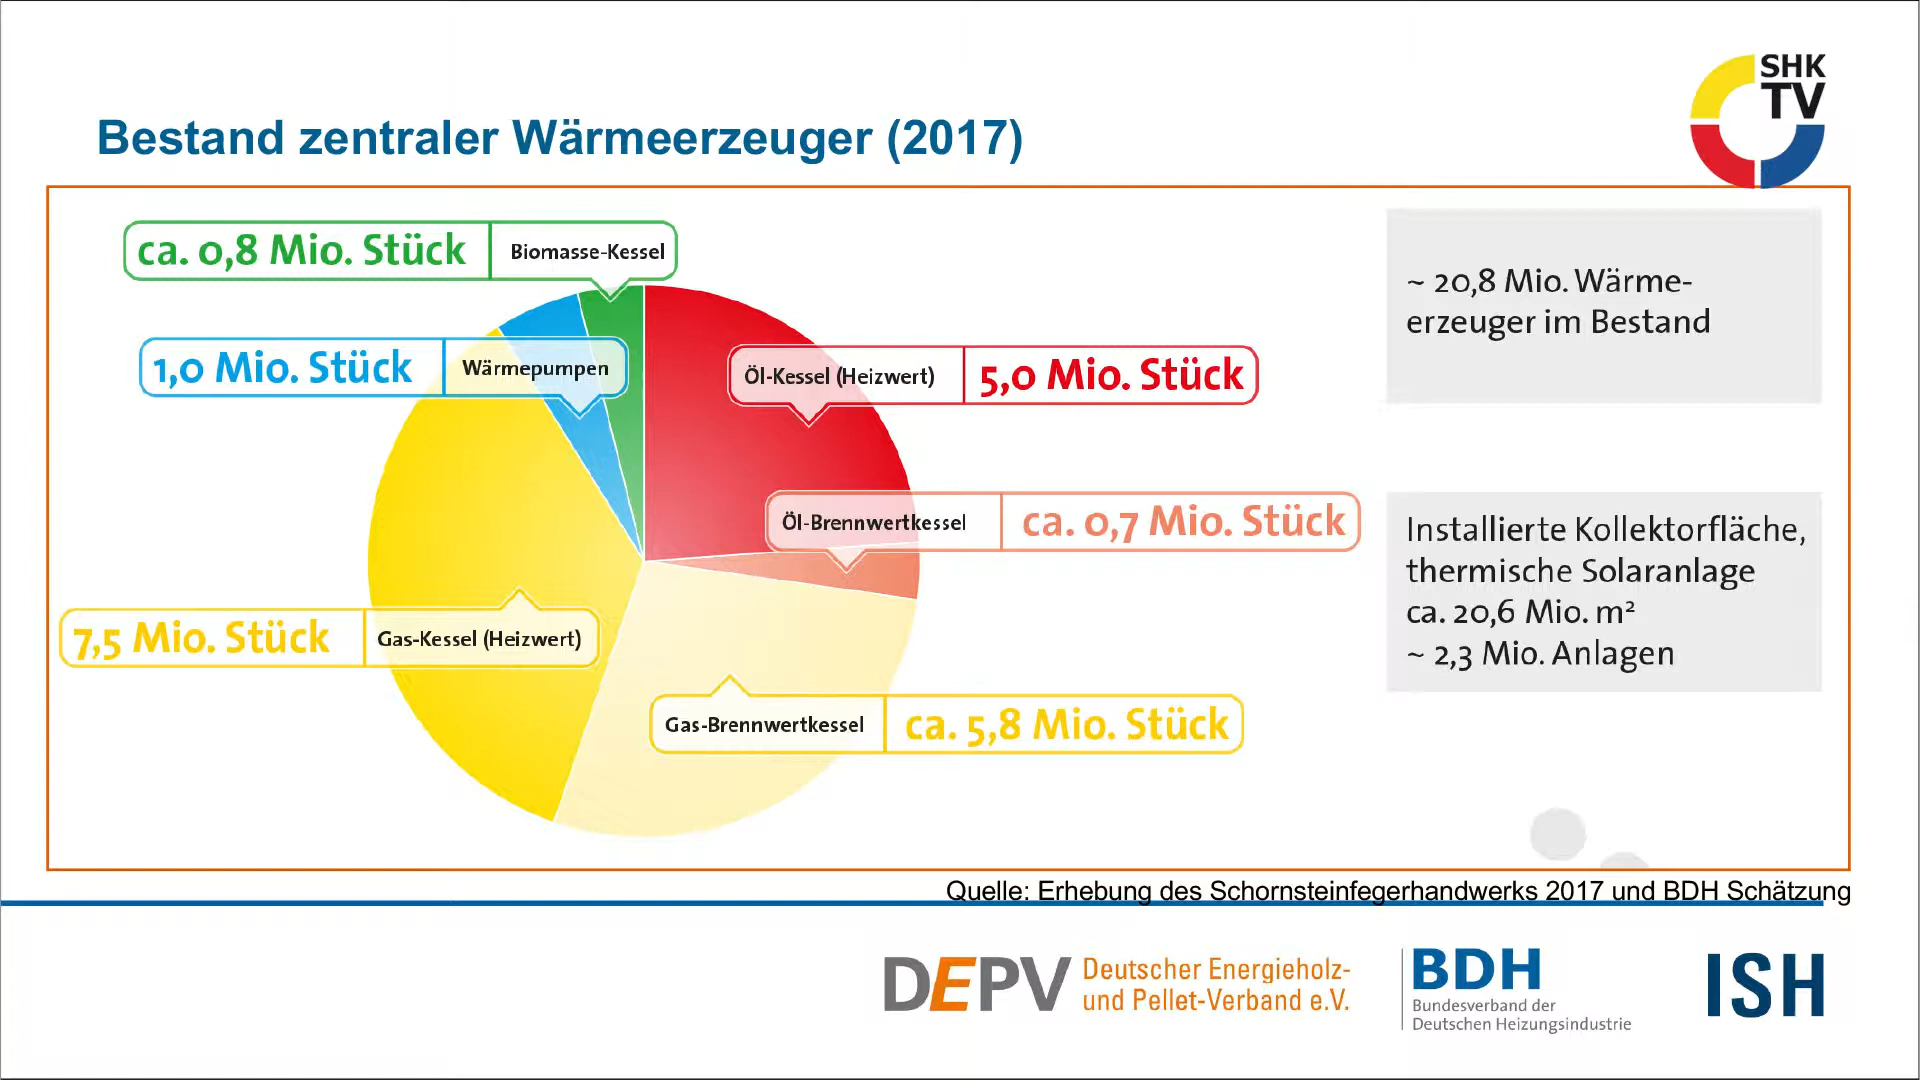 SHK
TV
Bestand zentraler Wärmeerzeuger (2017)
ca. 0,8 Mio. Stück Biomasse-Kessel
1,0 Mio. Stück Wärmepumpen
Öl-Kessel (Heizwert) 5,0 Mio. Stück
Öl-Brennwertkessel ca. 0,7 Mio. Stück
7,5 Mio. Stück Gas-Kessel (Heizwert)
Gas-Brennwertkessel ca. 5,8 Mio. Stück
~ 20,8 Mio. Wärme-
erzeuger im Bestand
Installierte Kollektorfläche,
thermische Solaranlage
ca. 20,6 Mio. m²
~ 2,3 Mio. Anlagen
Quelle: Erhebung des Schornsteinfegerhandwerks 2017 und BDH Schätzung
DEPV Deutscher Energieholz-
und Pellet-Verband e.V.
BDH
Bundesverband der
Deutschen Heizungsindustrie
ISH